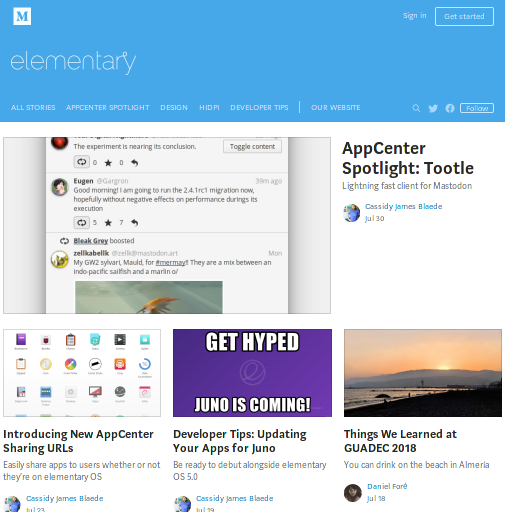 M
Sign in
Get started
elementary
ALL STORIES APPCENTER SPOTLIGHT DESIGN HIDPI DEVELOPER TIPS OUR WEBSITE
Follow
The experiment is nearing its conclusion.
Toggle content
0 0
Eugen @Gargron 39m ago
Good morning! I am going to run the 2.4.1rc1 migration now,
hopefully without negative effects on performance durings its
execution
5 7
Bleak Grey boosted
zellkabellk @zelk@mastodon.art Mon
My GW2 sylvari, Mauld, for #mermay!! They are a mix between an
indo-pacific sailfish and a marlin o/
AppCenter
Spotlight: Tootle
Lightning fast client for Mastodon
Cassidy James Blaede
Jul 30
Introducing New AppCenter
Sharing URLs
Easily share apps to users whether or not
they're on elementary OS
Cassidy James Blaede
Jul 23
GET HYPED
JUNO IS COMING!
Developer Tips: Updating
Your Apps for Juno
Be ready to debut alongside elementary
OS 5.0
Cassidy James Blaede
Jul 19
Things We Learned at
GUADEC 2018
You can drink on the beach in Almería
Daniel Foré
Jul 18